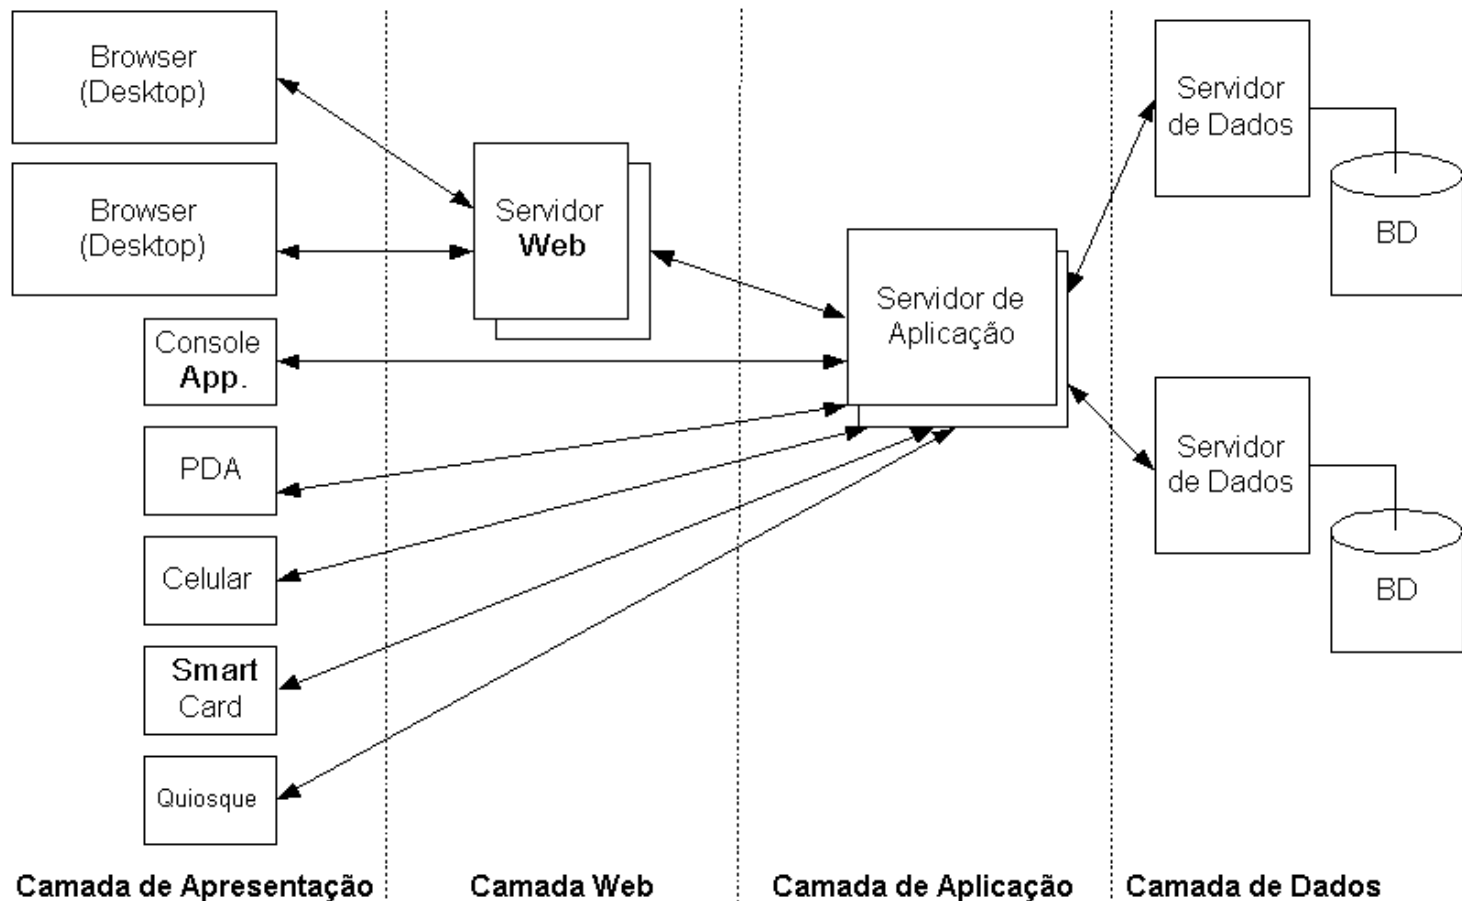 Browser
(Desktop)
Browser
(Desktop)
Console
App.
PDA
Celular
Smart
Card
Quiosque
Servidor
Web
Servidor de
Aplicação
Servidor
de Dados
BD
Servidor
de Dados
BD
Camada de Apresentação
Camada Web
Camada de Aplicação
Camada de Dados